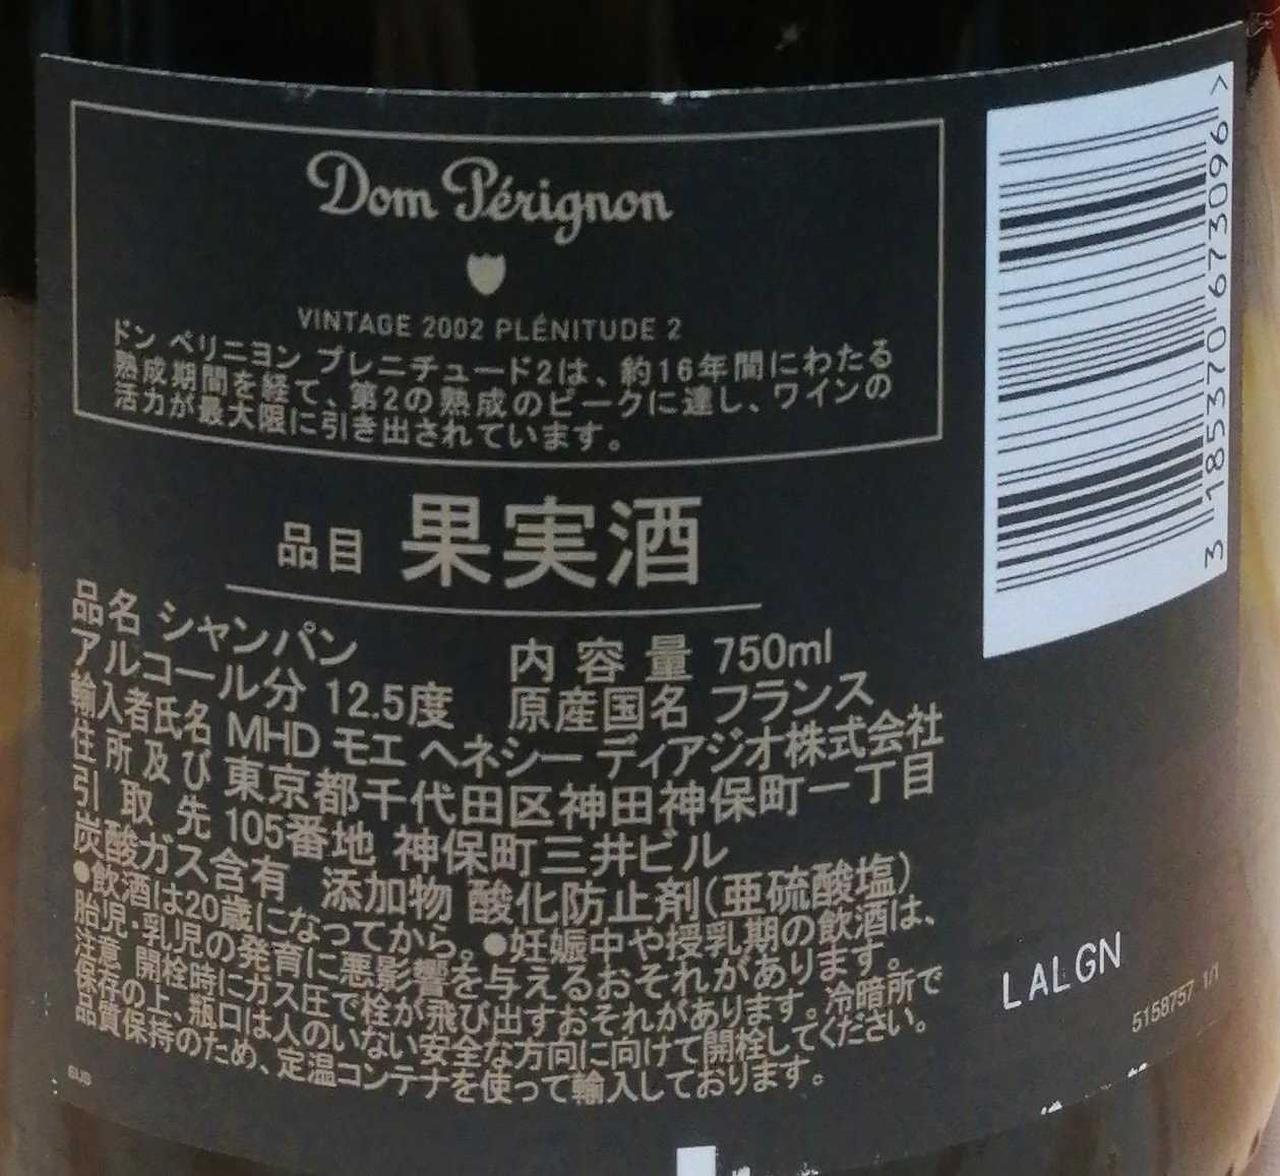 Dom Pérignon
VINTAGE 2002 PLÉNITUDE 2
ドン ペリニヨン プレニチュード2は、約16年間にわたる
熟成期間を経て、第2の熟成のピークに達し、ワインの
活力が最大限に引き出されています。
品目 果実酒
品名 シャンパン 内容量 750ml
アルコール分 12.5度 原産国名 フランス
輸入者氏名 MHD モエ ヘネシー ディアジオ株式会社
住所及び 東京都千代田区神田神保町一丁目
引取先 105番地 神保町三井ビル
炭酸ガス含有 添加物 酸化防止剤(亜硫酸塩)
●飲酒は20歳になってから。●妊娠中や授乳期の飲酒は、
胎児・乳児の発育に悪影響を与えるおそれがあります。
注意 開栓時にガス圧で栓が飛び出すおそれがあります。冷暗所で
保存の上、瓶口は人のいない安全な方向に向けて開栓してください。
品質保持のため、定温コンテナを使って輸入しております。
3 185370 673096 >
LALGN
5158757 1/1